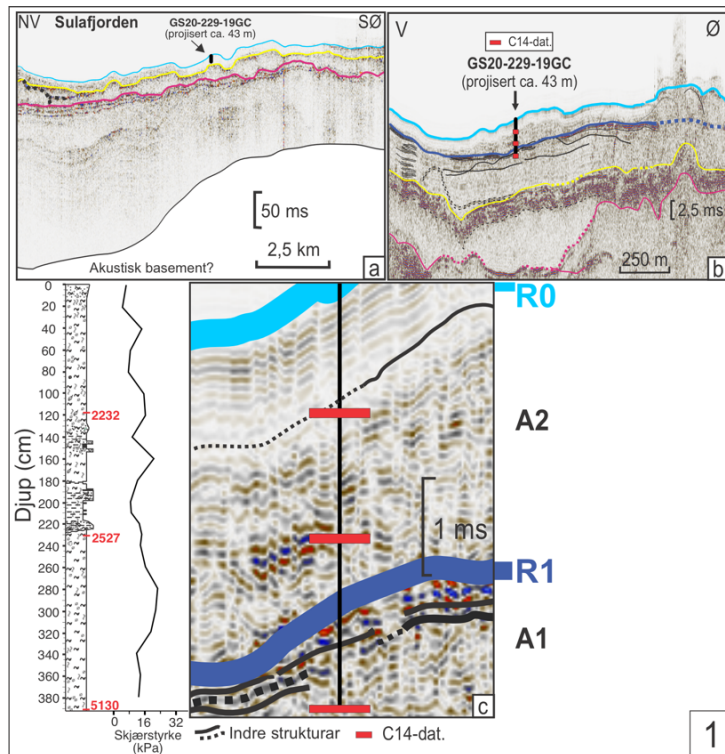 NV Sulafjorden SØ
GS20-229-19GC
(projisert ca. 43 m)
50 ms
2,5 km
Akustisk basement?
a
V Ø
C14-dat.
GS20-229-19GC
(projisert ca. 43 m)
2,5 ms
250 m
b
Djup (cm)
0
20
40
60
80
100
120
140
160
180
200
220
240
260
280
300
320
340
360
380
2232
2527
5130
0 16 32
Skjærstyrke
(kPa)
R0
A2
1 ms
R1
A1
c
Indre strukturar C14-dat.
1